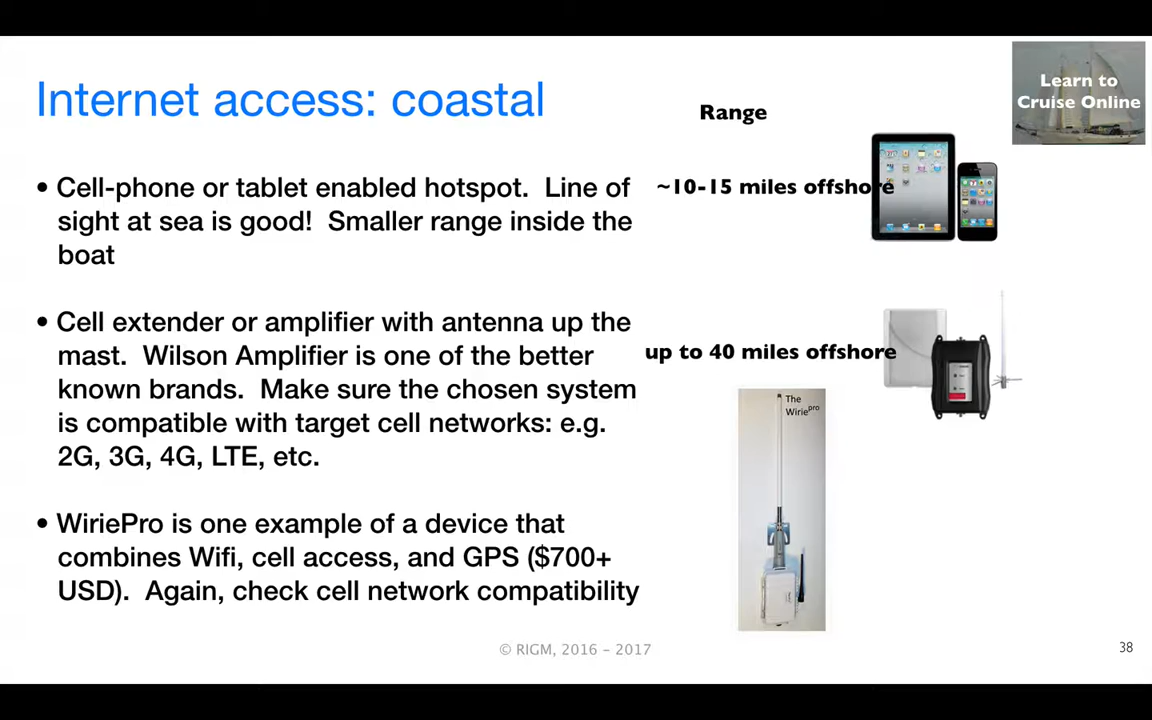 Internet access: coastal
Learn to
Cruise Online
Range
• Cell-phone or tablet enabled hotspot.  Line of
sight at sea is good!  Smaller range inside the
boat
~10-15 miles offshore
• Cell extender or amplifier with antenna up the
mast.  Wilson Amplifier is one of the better
known brands.  Make sure the chosen system
is compatible with target cell networks: e.g.
2G, 3G, 4G, LTE, etc.
up to 40 miles offshore
The
Wiriepro
• WiriePro is one example of a device that
combines Wifi, cell access, and GPS ($700+
USD).  Again, check cell network compatibility
© RIGM, 2016 - 2017
38